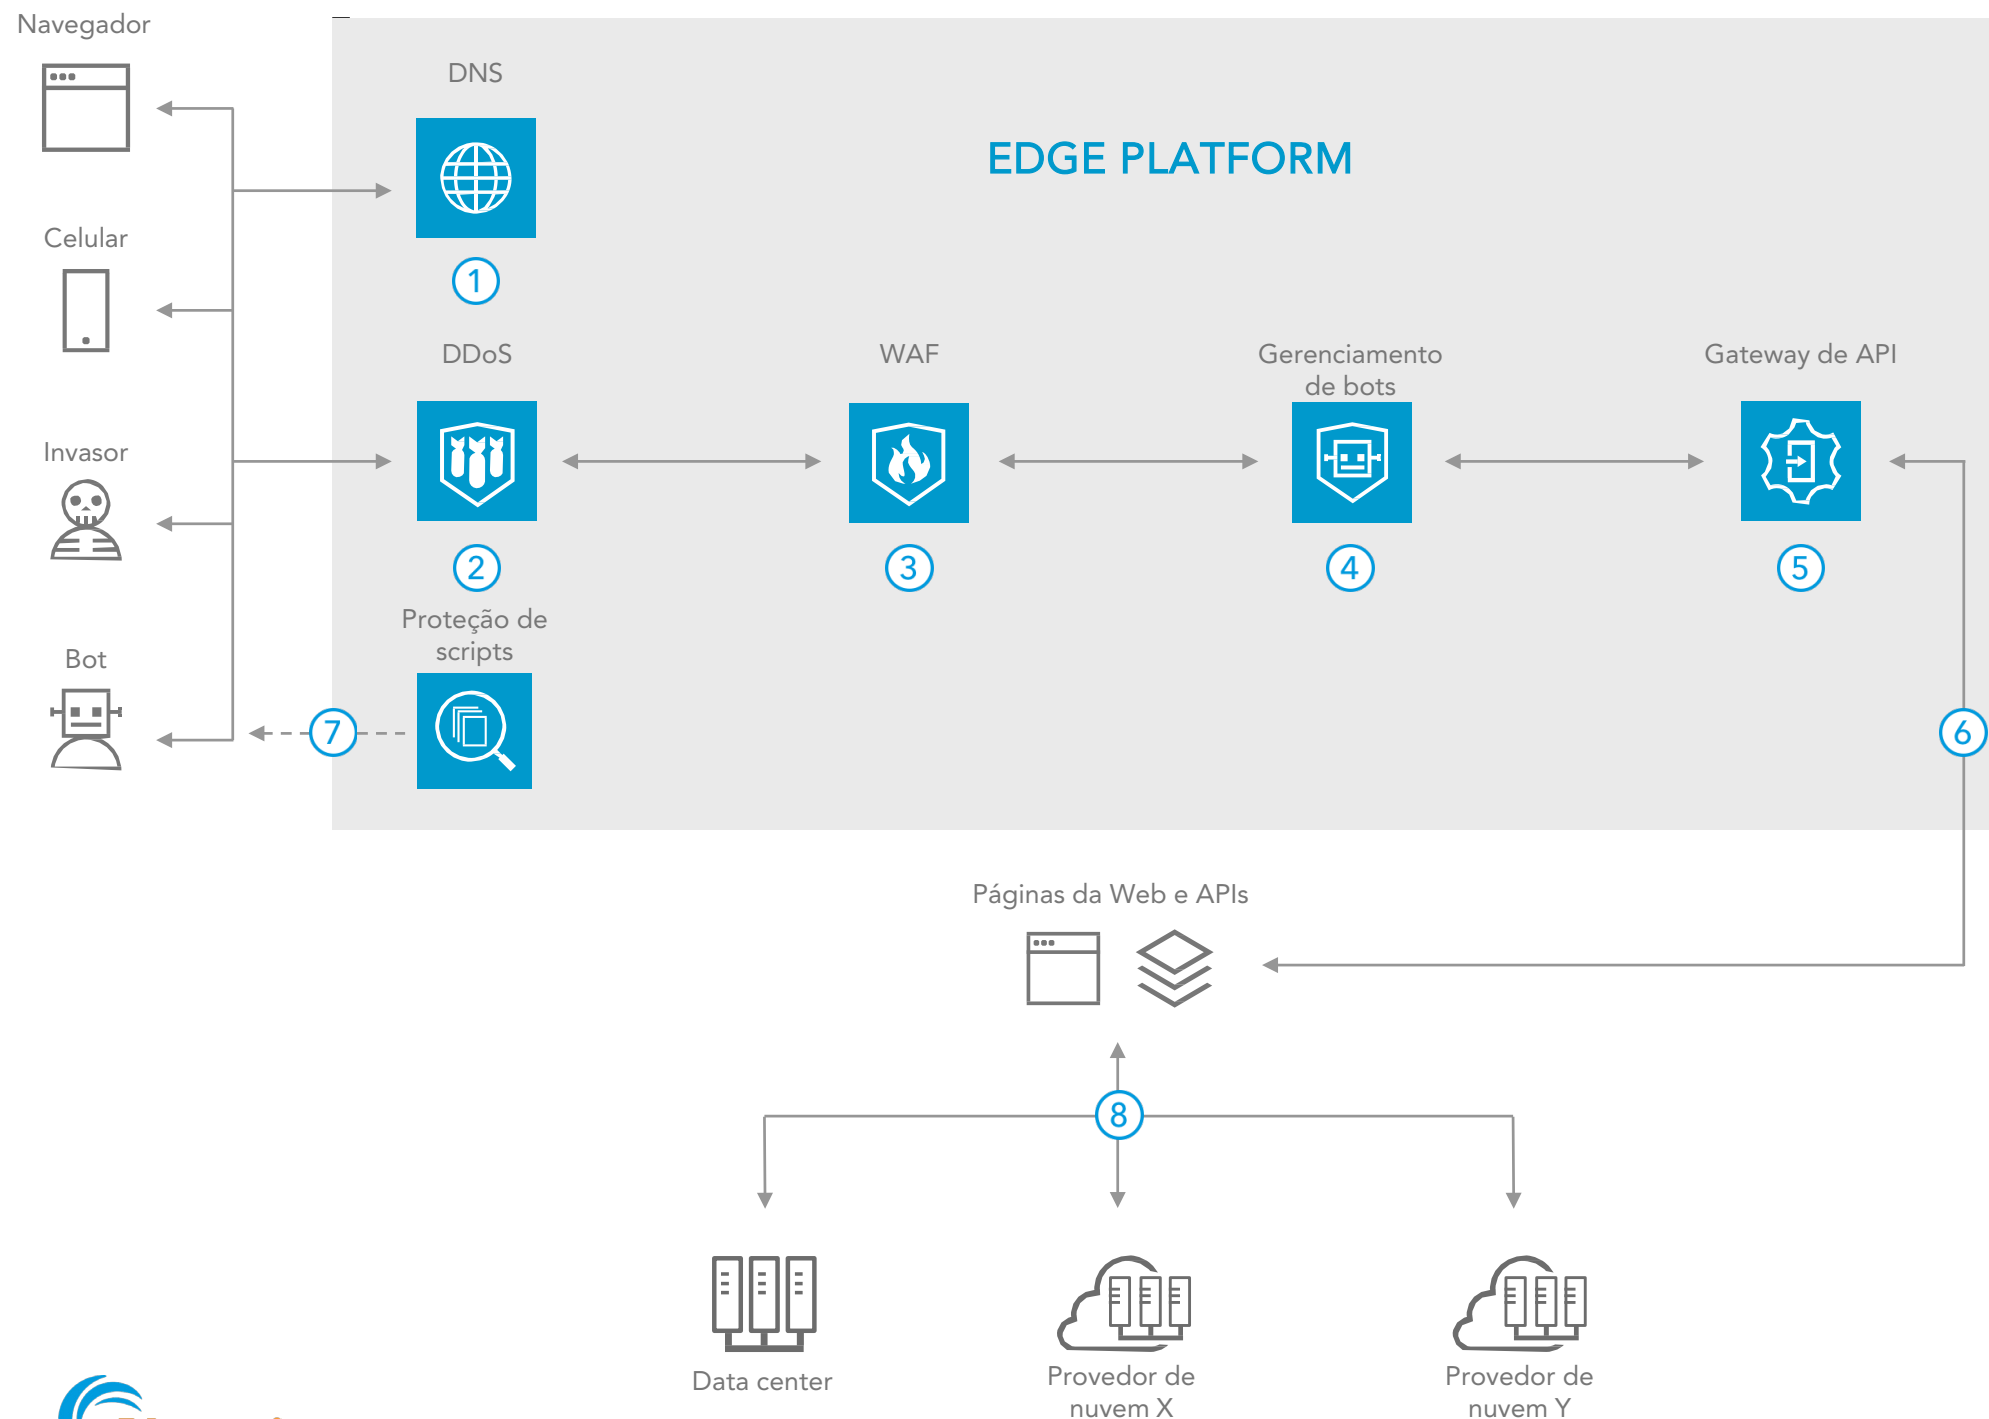 Navegador
DNS
EDGE PLATFORM
Celular
1
DDoS
WAF
Gerenciamento
de bots
Gateway de API
Invasor
2
3
4
5
Proteção de
scripts
Bot
7
6
Páginas da Web e APIs
8
Data center
Provedor de
nuvem X
Provedor de
nuvem Y